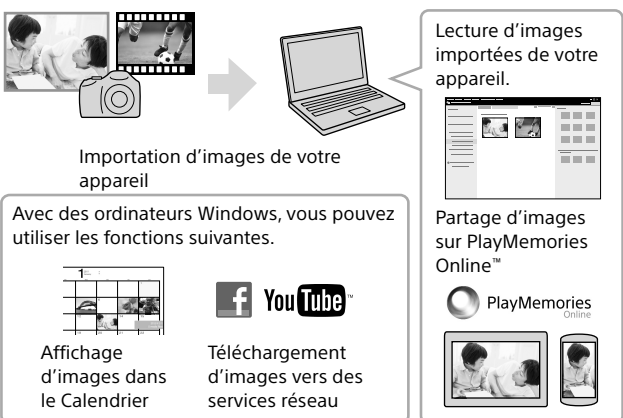 Importation d'images de votre
appareil
Lecture d'images
importées de votre
appareil.
Partage d'images
sur PlayMemories
Online™
PlayMemories
Online
Avec des ordinateurs Windows, vous pouvez
utiliser les fonctions suivantes.
1
f
YouTube™
Affichage
d'images dans
le Calendrier
Téléchargement
d'images vers des
services réseau